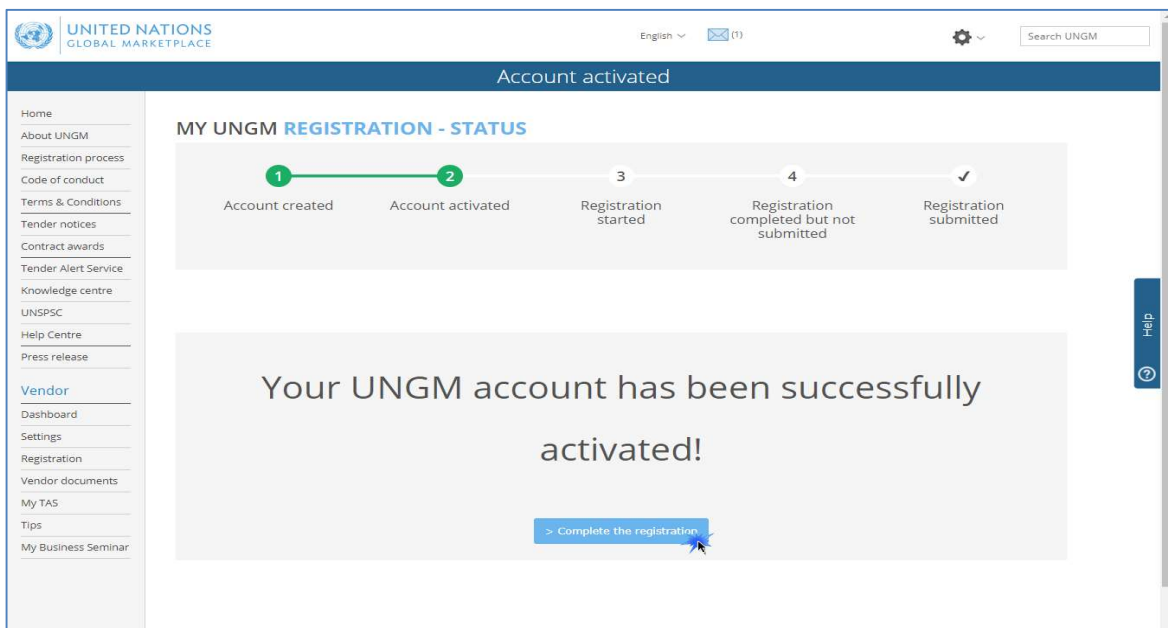 UNITED NATIONS
GLOBAL MARKETPLACE
English
(1)
Search UNGM
Account activated
Home
About UNGM
Registration process
Code of conduct
Terms & Conditions
Tender notices
Contract awards
Tender Alert Service
Knowledge centre
UNSPSC
Help Centre
Press release
Vendor
Dashboard
Settings
Registration
Vendor documents
My TAS
Tips
My Business Seminar
MY UNGM REGISTRATION - STATUS
1
2
3
4
✓
Account created
Account activated
Registration
started
Registration
completed but not
submitted
Registration
submitted
Your UNGM account has been successfully
activated!
> Complete the registration
Help
?